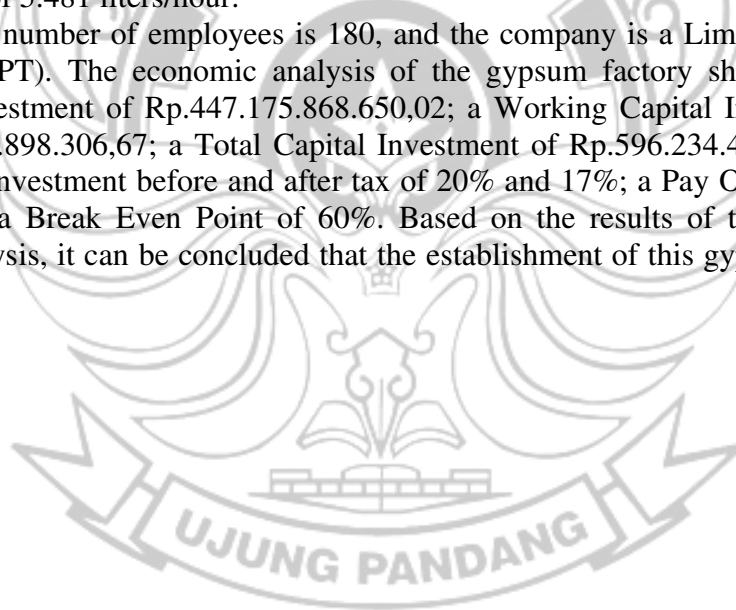 3.481 liters/hour.
number of employees is 180, and the company is a Lim
PT). The economic analysis of the gypsum factory sh
estment of Rp.447.175.868.650,02; a Working Capital I
.898.306,67; a Total Capital Investment of Rp.596.234.4
nvestment before and after tax of 20% and 17%; a Pay O
a Break Even Point of 60%. Based on the results of t
ysis, it can be concluded that the establishment of this gyp
UJUNG PANDANG